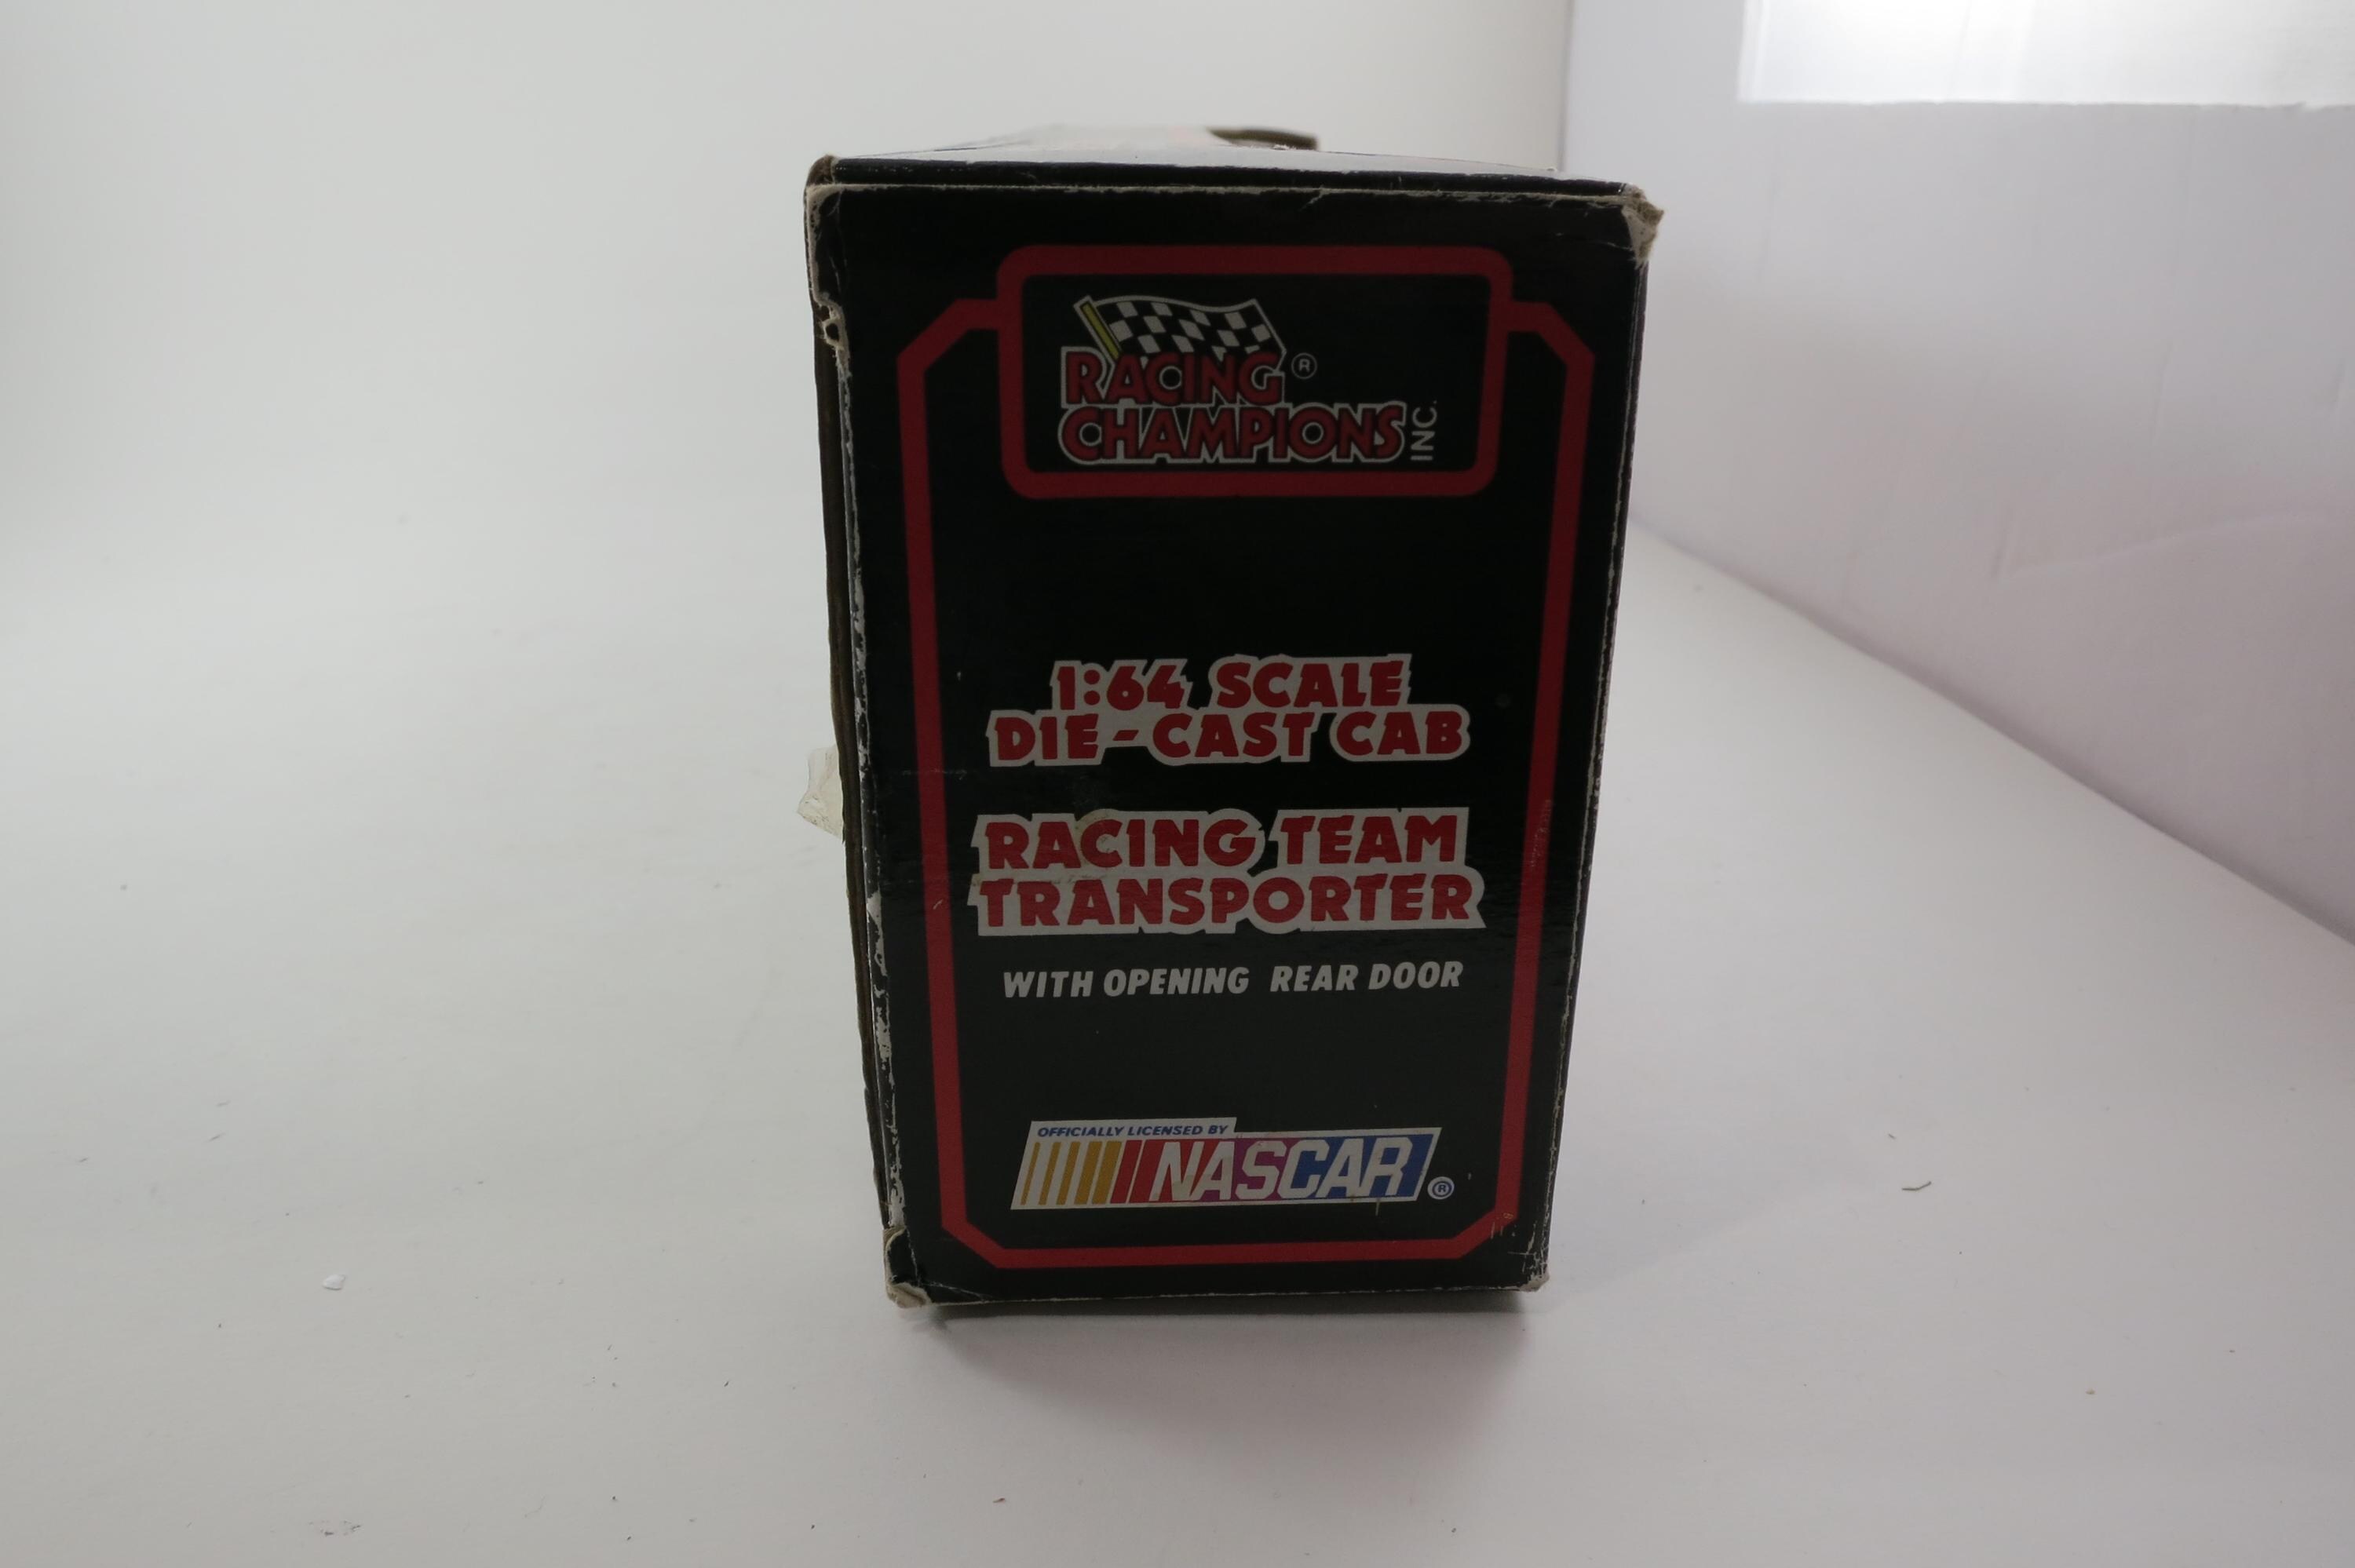 RACING ®
CHAMPIONS INC.
1:64 SCALE
DIE-CAST CAB
RACING TEAM
TRANSPORTER
WITH OPENING REAR DOOR
OFFICIALLY LICENSED BY
NASCAR ®